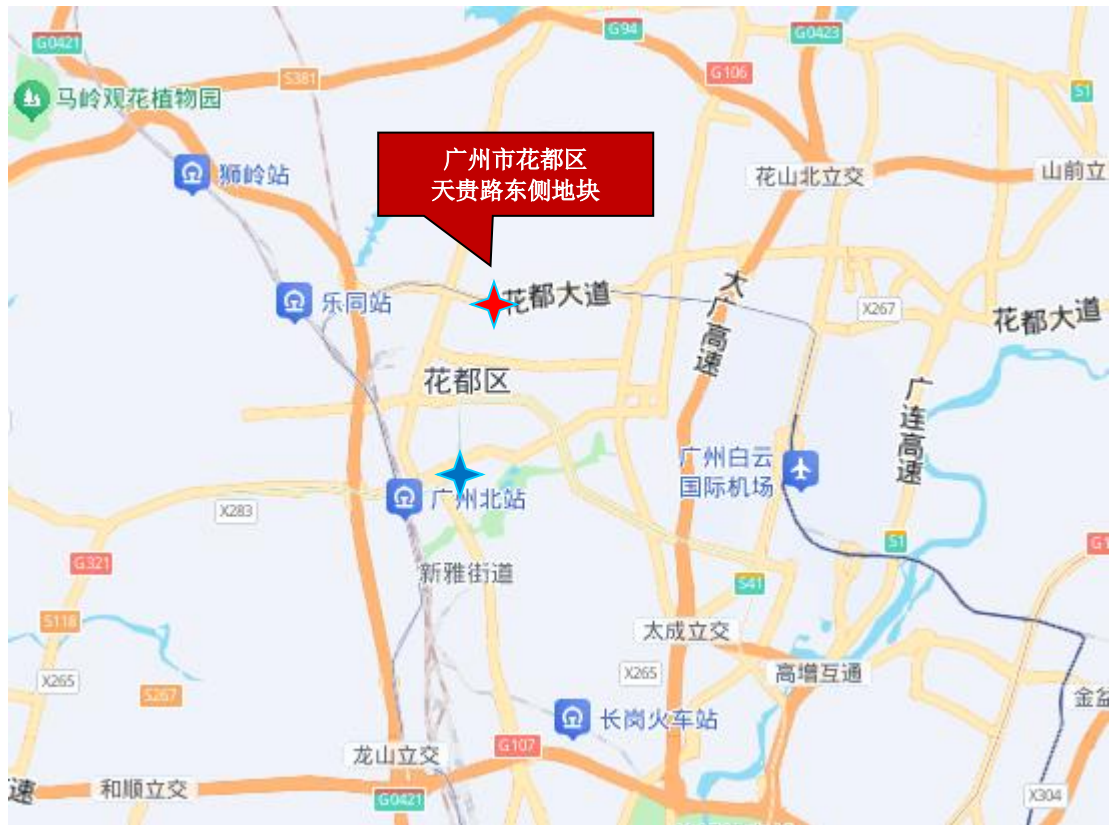 G0421
G94
G0423
S381
G106
S1
马岭观花植物园
广州市花都区
天贵路东侧地块
狮岭站
花山北立交
山前立
乐同站
花都大道
大广高速
X267
花都大道
花都区
广连高速
广州白云
国际机场
广州北站
X283
S1
G1
G321
新雅街道
S41
S118
太成立交
X265
X265
高增互通
S267
金盆
长岗火车站
龙山立交
G107
速
和顺立交
G0421
X304